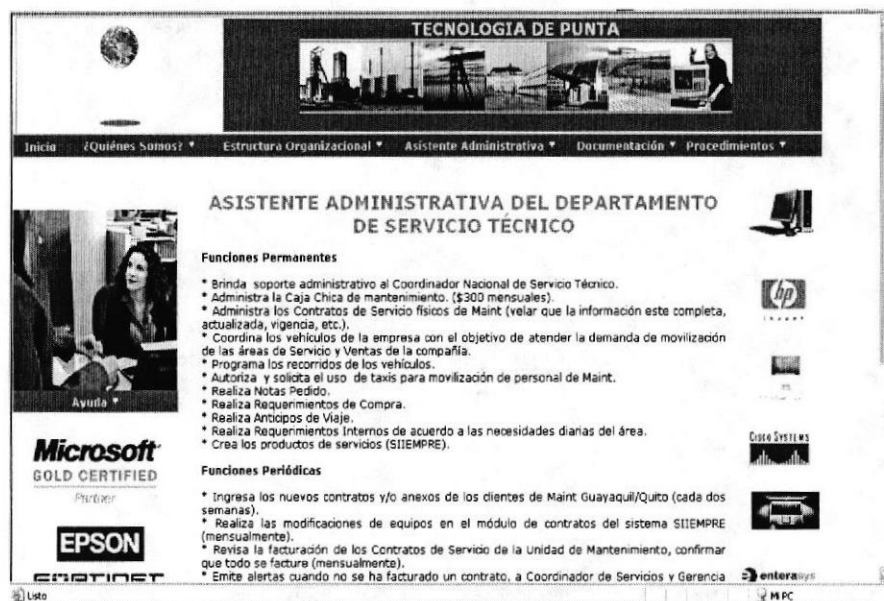 TECNOLOGIA DE PUNTA
Inicio ¿Quiénes Somos? Estructura Organizacional Asistente Administrativa Documentación Procedimientos
ASISTENTE ADMINISTRATIVA DEL DEPARTAMENTO
DE SERVICIO TÉCNICO
Funciones Permanentes
* Brinda soporte administrativo al Coordinador Nacional de Servicio Técnico.
* Administra la Caja Chica de mantenimiento. ($300 mensuales).
* Administra los Contratos de Servicio físicos de Maint (velar que la información este completa,
actualizada, vigencia, etc.).
* Coordina los vehículos de la empresa con el objetivo de atender la demanda de movilización
de las áreas de Servicio y Ventas de la compañía.
* Programa los recorridos de los vehículos.
* Autoriza y solicita el uso de taxis para movilización de personal de Maint.
* Realiza Notas Pedido.
* Realiza Requerimientos de Compra.
* Realiza Anticipos de Viaje.
* Realiza Requerimientos Internos de acuerdo a las necesidades diarias del área.
* Crea los productos de servicios (SIIEMPRE).
Funciones Periódicas
* Ingresa los nuevos contratos y/o anexos de los clientes de Maint Guayaquil/Quito (cada dos
semanas).
* Realiza las modificaciones de equipos en el módulo de contratos del sistema SIIEMPRE
(mensualmente).
* Revisa la facturación de los Contratos de Servicio de la Unidad de Mantenimiento, confirmar
que todo se facture (mensualmente).
* Emite alertas cuando no se ha facturado un contrato, a Coordinador de Servicios y Gerencia
Ayuda
Microsoft
GOLD CERTIFIED
Partner
EPSON
FORTINET
hp
invent
CISCO SYSTEMS
enterasys
Listo
Mi PC